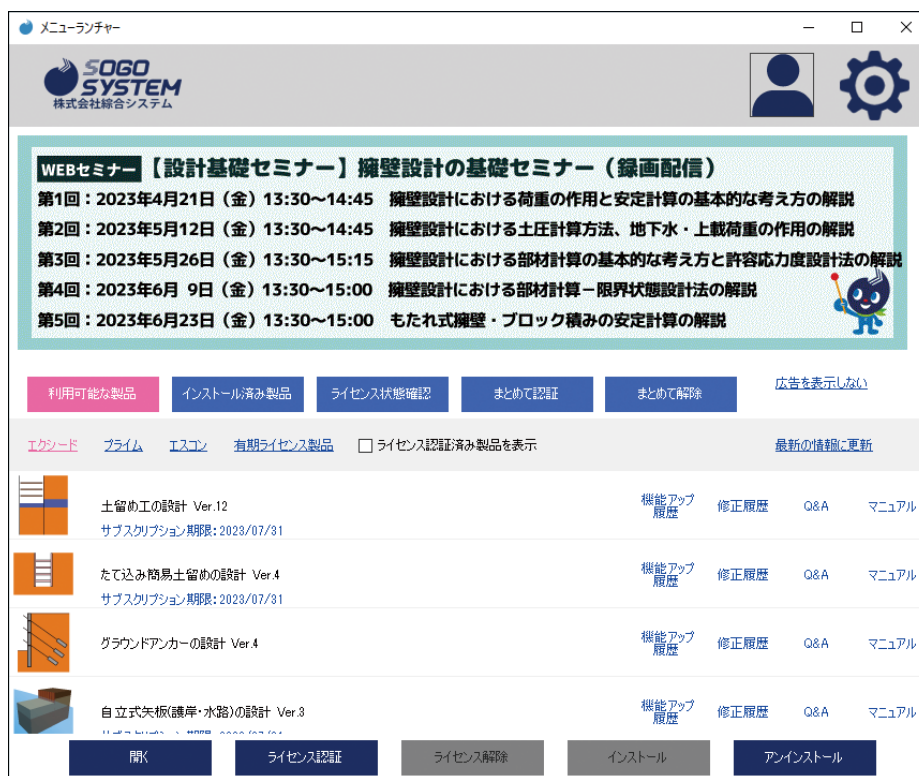 メニューランチャー
SOGO
SYSTEM
株式会社綜合システム
WEBセミナー 【設計基礎セミナー】擁壁設計の基礎セミナー（録画配信）
第1回：2023年4月21日（金）13:30～14:45 擁壁設計における荷重の作用と安定計算の基本的な考え方の解説
第2回：2023年5月12日（金）13:30～14:45 擁壁設計における土圧計算方法、地下水・上載荷重の作用の解説
第3回：2023年5月26日（金）13:30～15:15 擁壁設計における部材計算の基本的な考え方と許容応力度設計法の解説
第4回：2023年6月 9日（金）13:30～15:00 擁壁設計における部材計算－限界状態設計法の解説
第5回：2023年6月23日（金）13:30～15:00 もたれ式擁壁・ブロック積みの安定計算の解説
利用可能な製品 インストール済み製品 ライセンス状態確認 まとめて認証 まとめて解除 広告を表示しない
エクシード プライム エスコン 有期ライセンス製品 ライセンス認証済み製品を表示 最新の情報に更新
土留め工の設計 Ver.12 機能アップ履歴 修正履歴 Q&A マニュアル
サブスクリプション期限：2023/07/31
たて込み簡易土留めの設計 Ver.4 機能アップ履歴 修正履歴 Q&A マニュアル
サブスクリプション期限：2023/07/31
グラウンドアンカーの設計 Ver.4 機能アップ履歴 修正履歴 Q&A マニュアル
自立式矢板(護岸・水路)の設計 Ver.3 機能アップ履歴 修正履歴 Q&A マニュアル
開く ライセンス認証 ライセンス解除 インストール アンインストール